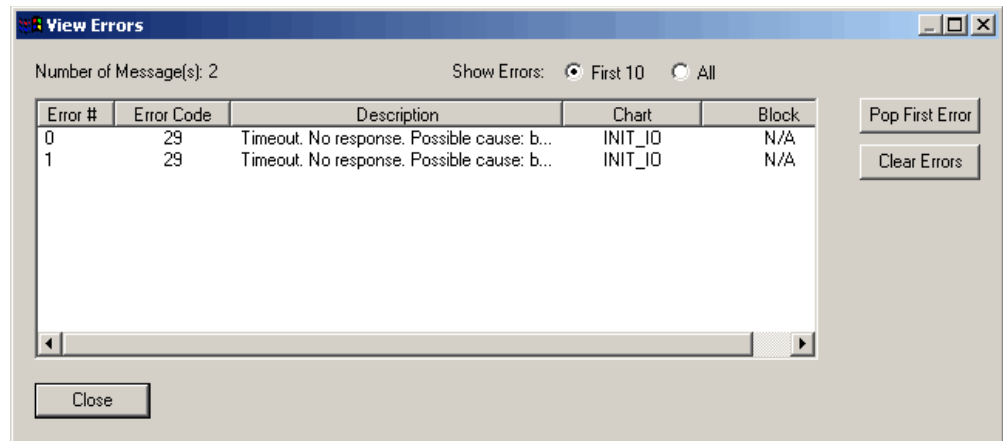 View Errors
Number of Message(s): 2 Show Errors: First 10 All
Error # Error Code Description Chart Block
0 29 Timeout. No response. Possible cause: b... INIT_IO N/A
1 29 Timeout. No response. Possible cause: b... INIT_IO N/A
Pop First Error
Clear Errors
Close